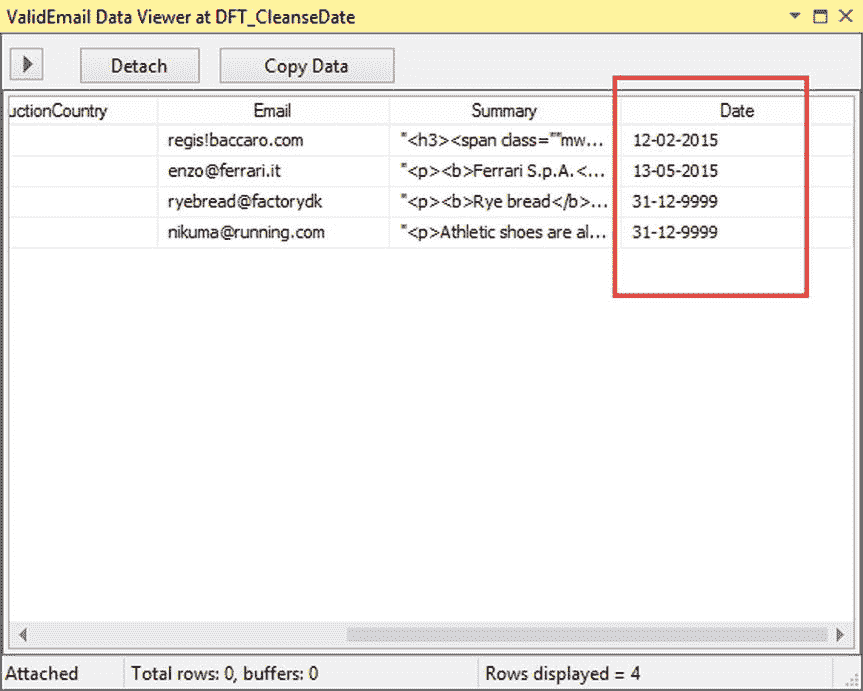 ValidEmail Data Viewer at DFT_CleanseDate
Detach Copy Data
uctionCountry Email Summary Date
regis!baccaro.com "<h3><span class=""mw... 12-02-2015
enzo@ferrari.it "<p><b>Ferrari S.p.A.<... 13-05-2015
ryebread@factorydk "<p><b>Rye bread</b>... 31-12-9999
nikuma@running.com "<p>Athletic shoes are al... 31-12-9999
Attached Total rows: 0, buffers: 0 Rows displayed = 4